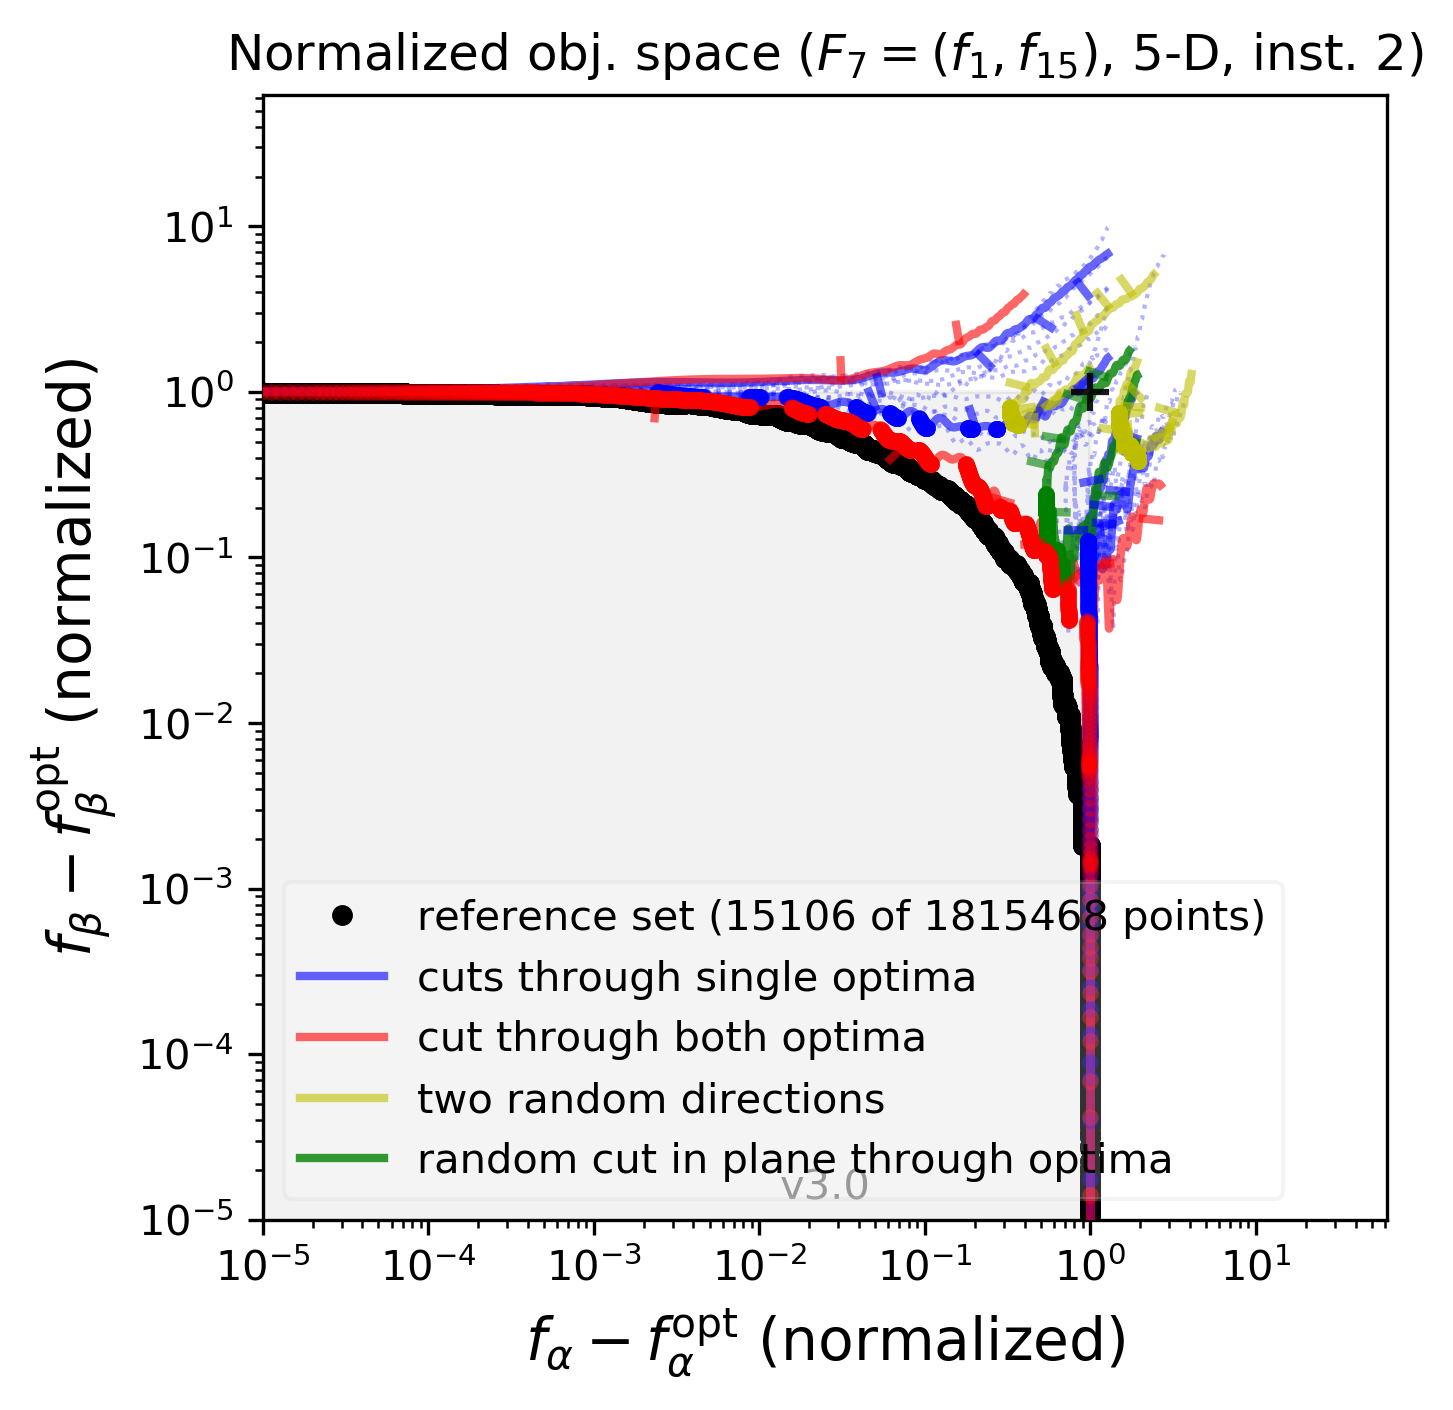 Normalized obj. space (F₇ = (f₁, f₁₅), 5-D, inst. 2)
f_β − f_β^opt (normalized)
10¹
10⁰
10⁻¹
10⁻²
10⁻³
10⁻⁴
10⁻⁵
reference set (15106 of 1815468 points)
cuts through single optima
cut through both optima
two random directions
random cut in plane through optima
v3.0
10⁻⁵ 10⁻⁴ 10⁻³ 10⁻² 10⁻¹ 10⁰ 10¹
f_α − f_α^opt (normalized)